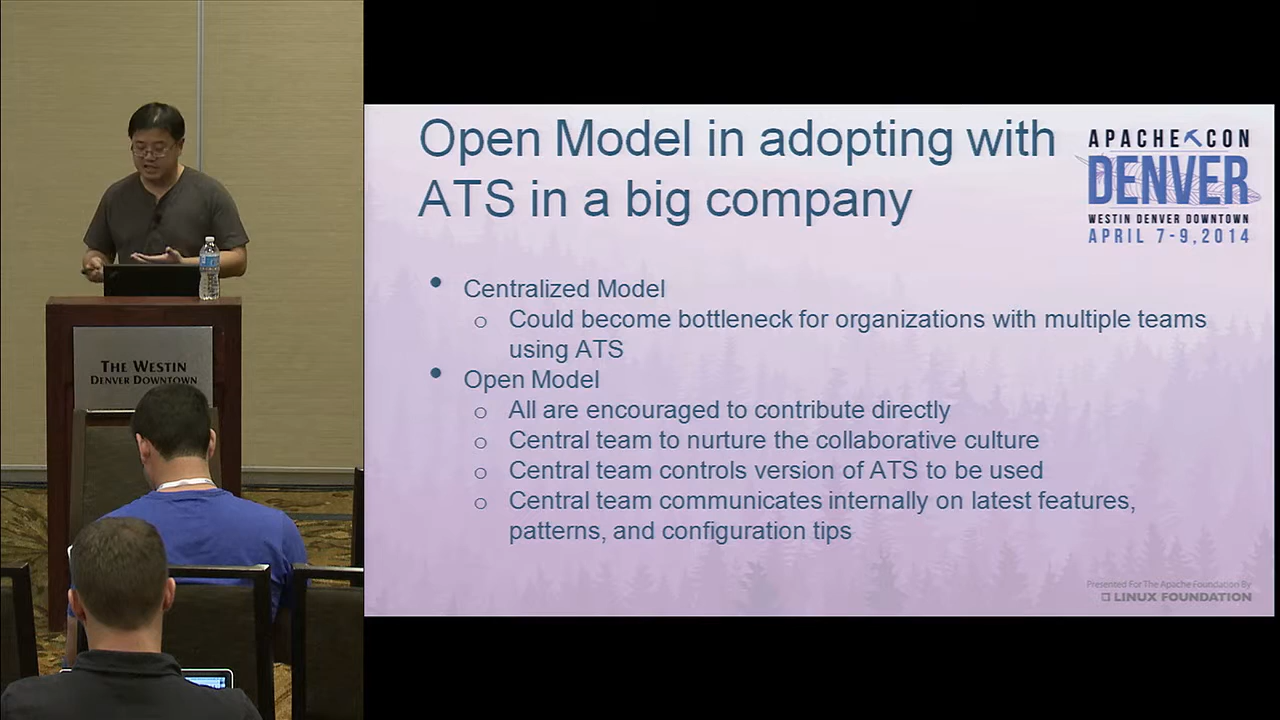 Open Model in adopting with
ATS in a big company
APACHE CON
DENVER
WESTIN DENVER DOWNTOWN
APRIL 7-9, 2014
• Centralized Model
o Could become bottleneck for organizations with multiple teams
using ATS
• Open Model
o All are encouraged to contribute directly
o Central team to nurture the collaborative culture
o Central team controls version of ATS to be used
o Central team communicates internally on latest features,
patterns, and configuration tips
Presented For The Apache Foundation By
LINUX FOUNDATION
THE WESTIN
DENVER DOWNTOWN